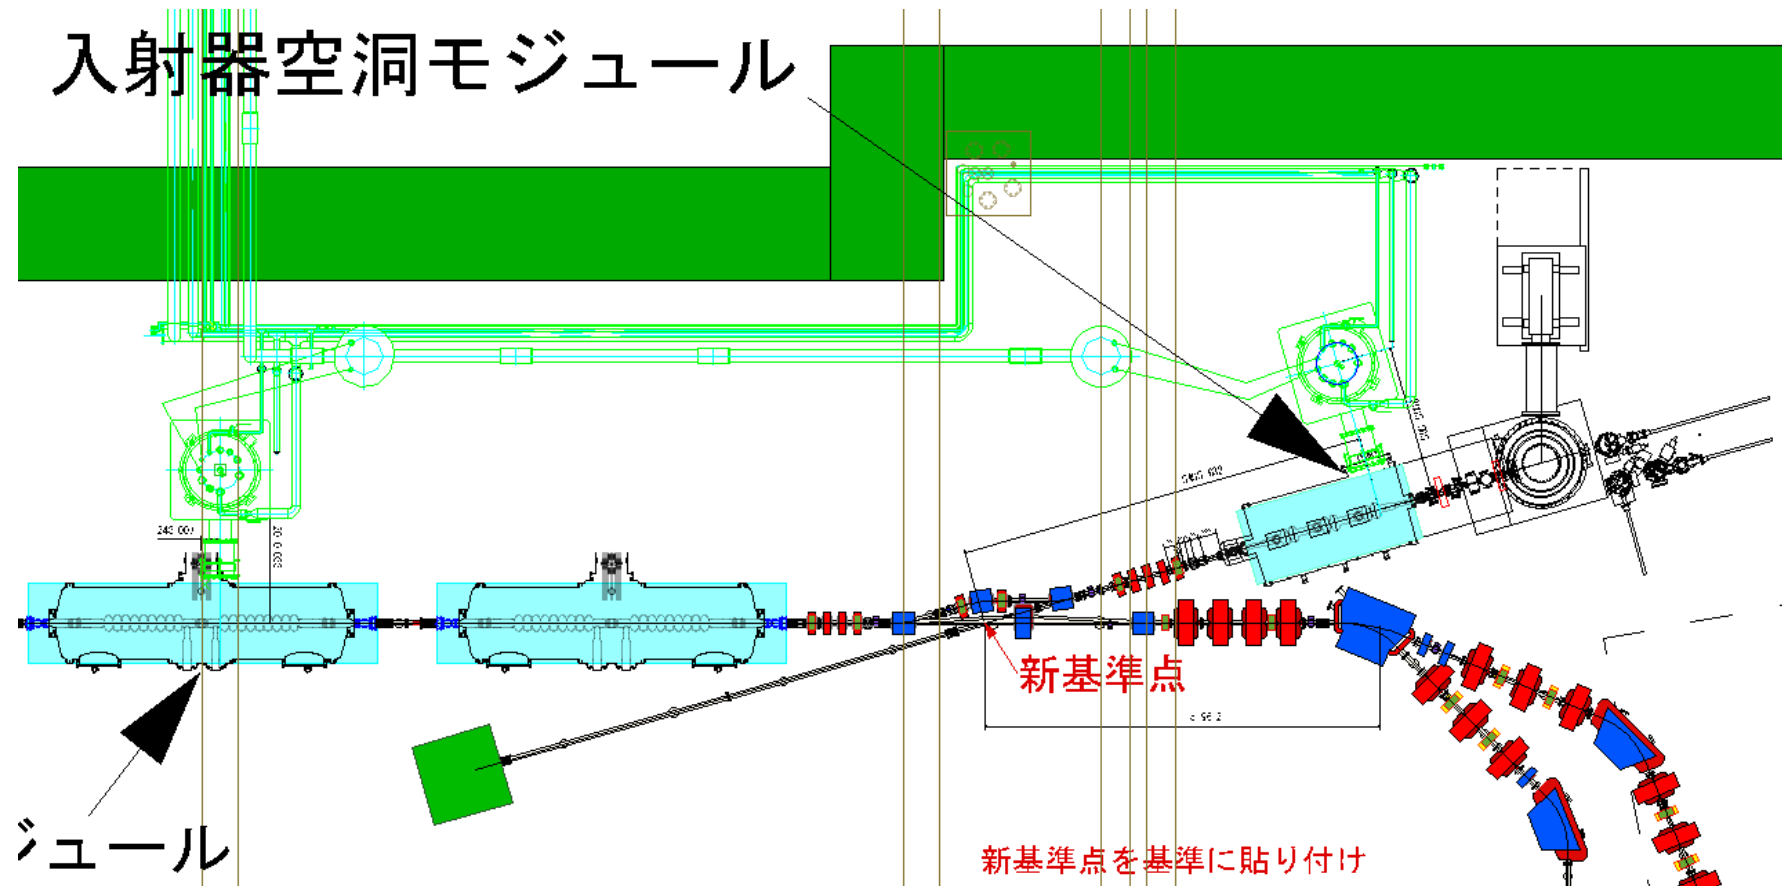 入射器空洞モジュール
新基準点
ジュール
新基準点を基準に貼り付け